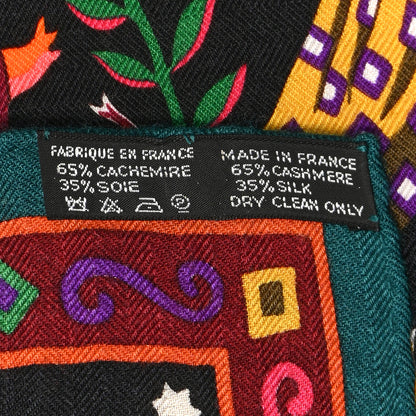 FABRIQUE EN FRANCE
65% CACHEMIRE
35% SOIE
MADE IN FRANCE
65% CASHMERE
35% SILK
DRY CLEAN ONLY